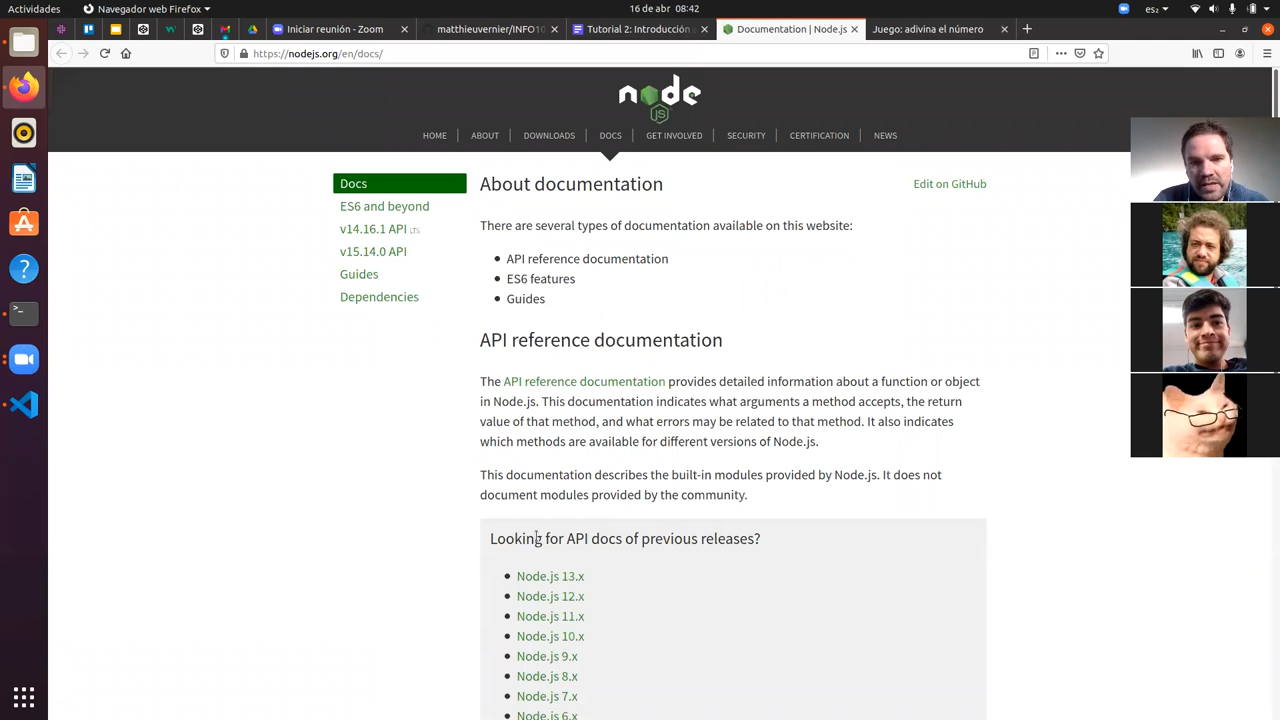 Actividades
Navegador web Firefox
16 de abr 08:42
es₂
Iniciar reunión - Zoom
matthieuvernier/INFO10
Tutorial 2: Introducción
Documentation | Node.js
Juego: adivina el número
https://nodejs.org/en/docs/
node
JS
HOME | ABOUT | DOWNLOADS | DOCS | GET INVOLVED | SECURITY | CERTIFICATION | NEWS
Docs
ES6 and beyond
v14.16.1 API LTS
v15.14.0 API
Guides
Dependencies
About documentation
Edit on GitHub
There are several types of documentation available on this website:
API reference documentation
ES6 features
Guides
API reference documentation
The API reference documentation provides detailed information about a function or object
in Node.js. This documentation indicates what arguments a method accepts, the return
value of that method, and what errors may be related to that method. It also indicates
which methods are available for different versions of Node.js.
This documentation describes the built-in modules provided by Node.js. It does not
document modules provided by the community.
Looking for API docs of previous releases?
Node.js 13.x
Node.js 12.x
Node.js 11.x
Node.js 10.x
Node.js 9.x
Node.js 8.x
Node.js 7.x
Node.js 6.x